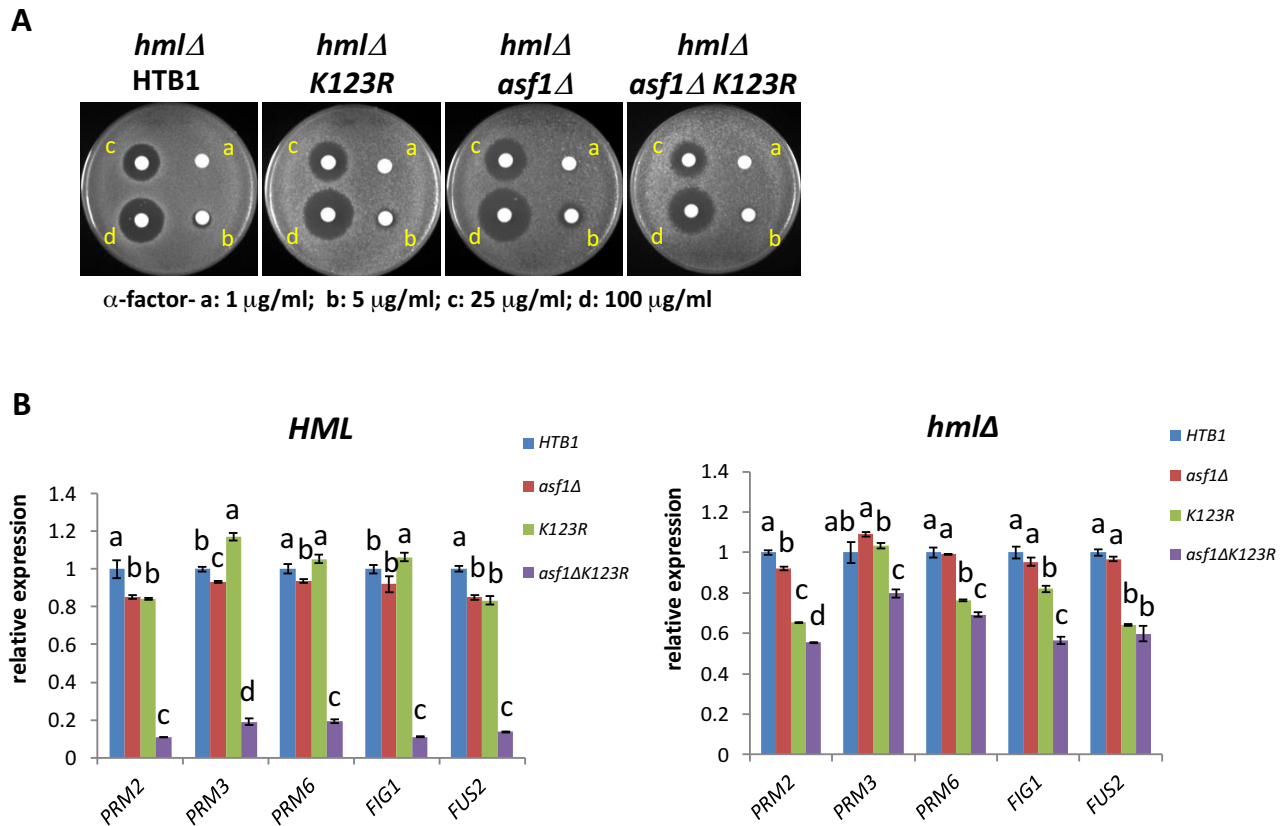 A
hmlΔ hmlΔ hmlΔ hmlΔ
HTB1 K123R asf1Δ asf1Δ K123R
c a c a c a c a
d b d b d b d b
α-factor- a: 1 μg/ml; b: 5 μg/ml; c: 25 μg/ml; d: 100 μg/ml
B
HML
relative expression
1.4
1.2
1
0.8
0.6
0.4
0.2
0
a b b c
b c a d
a b a c
b b a c
a b b c
PRM2 PRM3 PRM6 FIG1 FUS2
HTB1
asf1Δ
K123R
asf1ΔK123R
hmlΔ
relative expression
1.4
1.2
1
0.8
0.6
0.4
0.2
0
a b c d
ab a b c
a a b c
a a b c
a a b b
PRM2 PRM3 PRM6 FIG1 FUS2
HTB1
asf1Δ
K123R
asf1ΔK123R